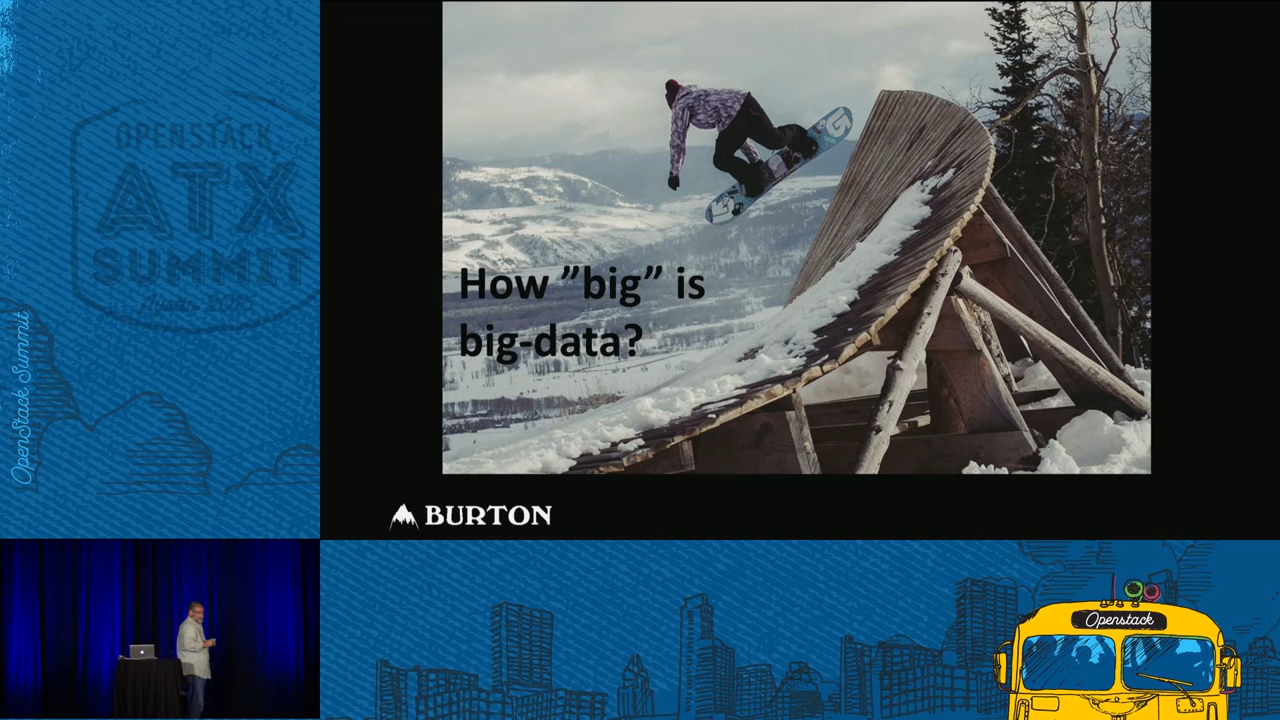 OPENSTACK
ATX
SUMMIT
OpenStack Summit
How ”big” is
big-data?
BURTON
Openstack